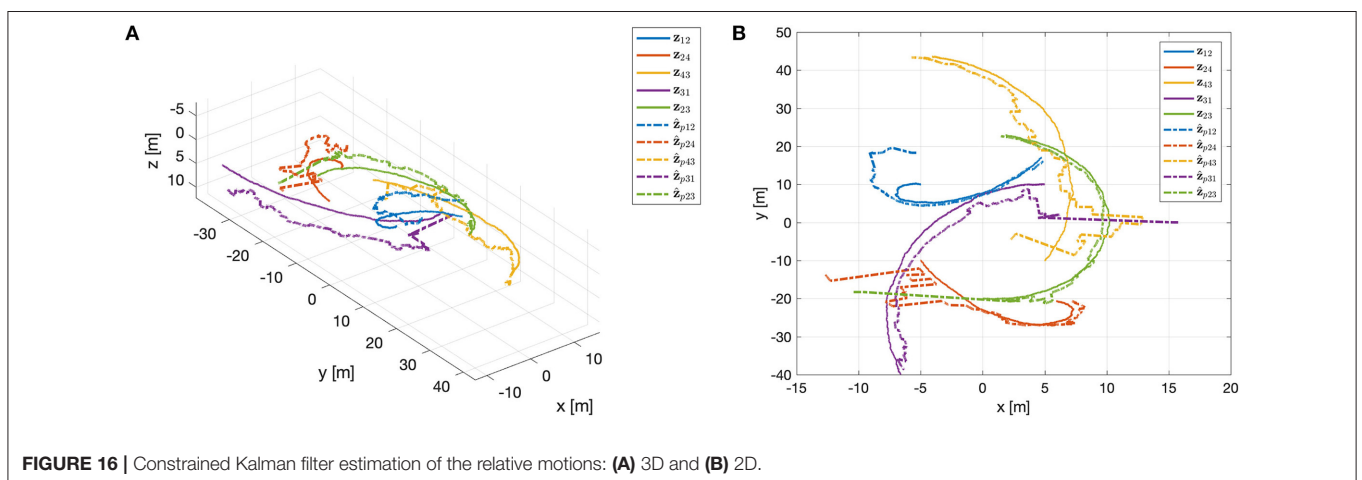 A
z [m]
-5
0
5
10
-30
-20
-10
0
10
20
30
40
y [m]
-10
0
10
x [m]
z₁₂
z₂₄
z₄₃
z₃₁
z₂₃
ẑₚ₁₂
ẑₚ₂₄
ẑₚ₄₃
ẑₚ₃₁
ẑₚ₂₃
B
y [m]
50
40
30
20
10
0
-10
-20
-30
-40
-15
-10
-5
0
5
10
15
20
x [m]
z₁₂
z₂₄
z₄₃
z₃₁
z₂₃
ẑₚ₁₂
ẑₚ₂₄
ẑₚ₄₃
ẑₚ₃₁
ẑₚ₂₃
FIGURE 16 | Constrained Kalman filter estimation of the relative motions: (A) 3D and (B) 2D.